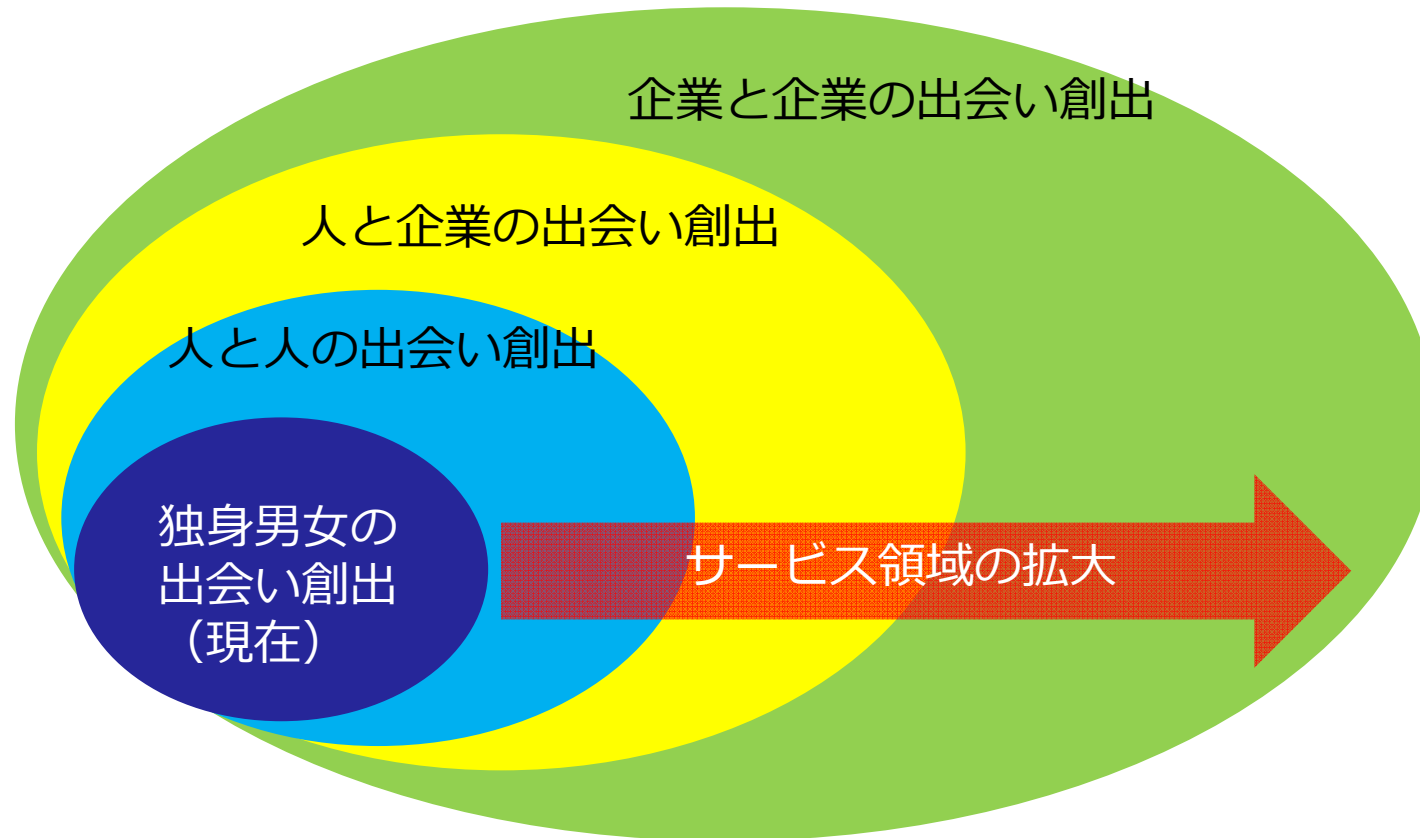 企業と企業の出会い創出
人と企業の出会い創出
人と人の出会い創出
独身男女の
出会い創出
（現在）
サービス領域の拡大